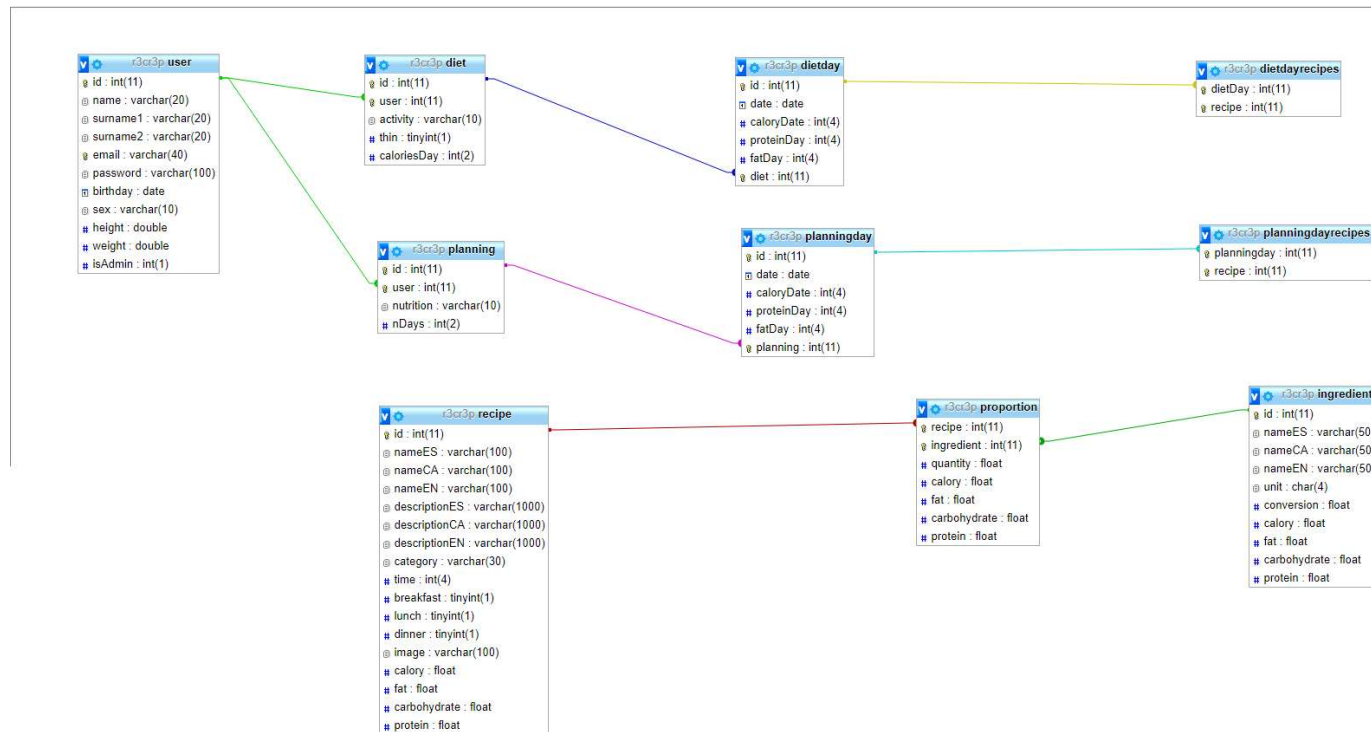 r3cr3p user
id : int(11)
name : varchar(20)
surname1 : varchar(20)
surname2 : varchar(20)
email : varchar(40)
password : varchar(100)
birthday : date
sex : varchar(10)
height : double
weight : double
isAdmin : int(1)
r3cr3p diet
id : int(11)
user : int(11)
activity : varchar(10)
thin : tinyint(1)
caloriesDay : int(2)
r3cr3p dietday
id : int(11)
date : date
caloryDate : int(4)
proteinDay : int(4)
fatDay : int(4)
diet : int(11)
r3cr3p dietdayrecipes
dietDay : int(11)
recipe : int(11)
r3cr3p planning
id : int(11)
user : int(11)
nutrition : varchar(10)
nDays : int(2)
r3cr3p planningday
id : int(11)
date : date
caloryDate : int(4)
proteinDay : int(4)
fatDay : int(4)
planning : int(11)
r3cr3p planningdayrecipes
planningday : int(11)
recipe : int(11)
r3cr3p recipe
id : int(11)
nameES : varchar(100)
nameCA : varchar(100)
nameEN : varchar(100)
descriptionES : varchar(1000)
descriptionCA : varchar(1000)
descriptionEN : varchar(1000)
category : varchar(30)
time : int(4)
breakfast : tinyint(1)
lunch : tinyint(1)
dinner : tinyint(1)
image : varchar(100)
calory : float
fat : float
carbohydrate : float
protein : float
r3cr3p proportion
recipe : int(11)
ingredient : int(11)
quantity : float
calory : float
fat : float
carbohydrate : float
protein : float
r3cr3p ingredient
id : int(11)
nameES : varchar(50
nameCA : varchar(50
nameEN : varchar(50
unit : char(4)
conversion : float
calory : float
fat : float
carbohydrate : float
protein : float